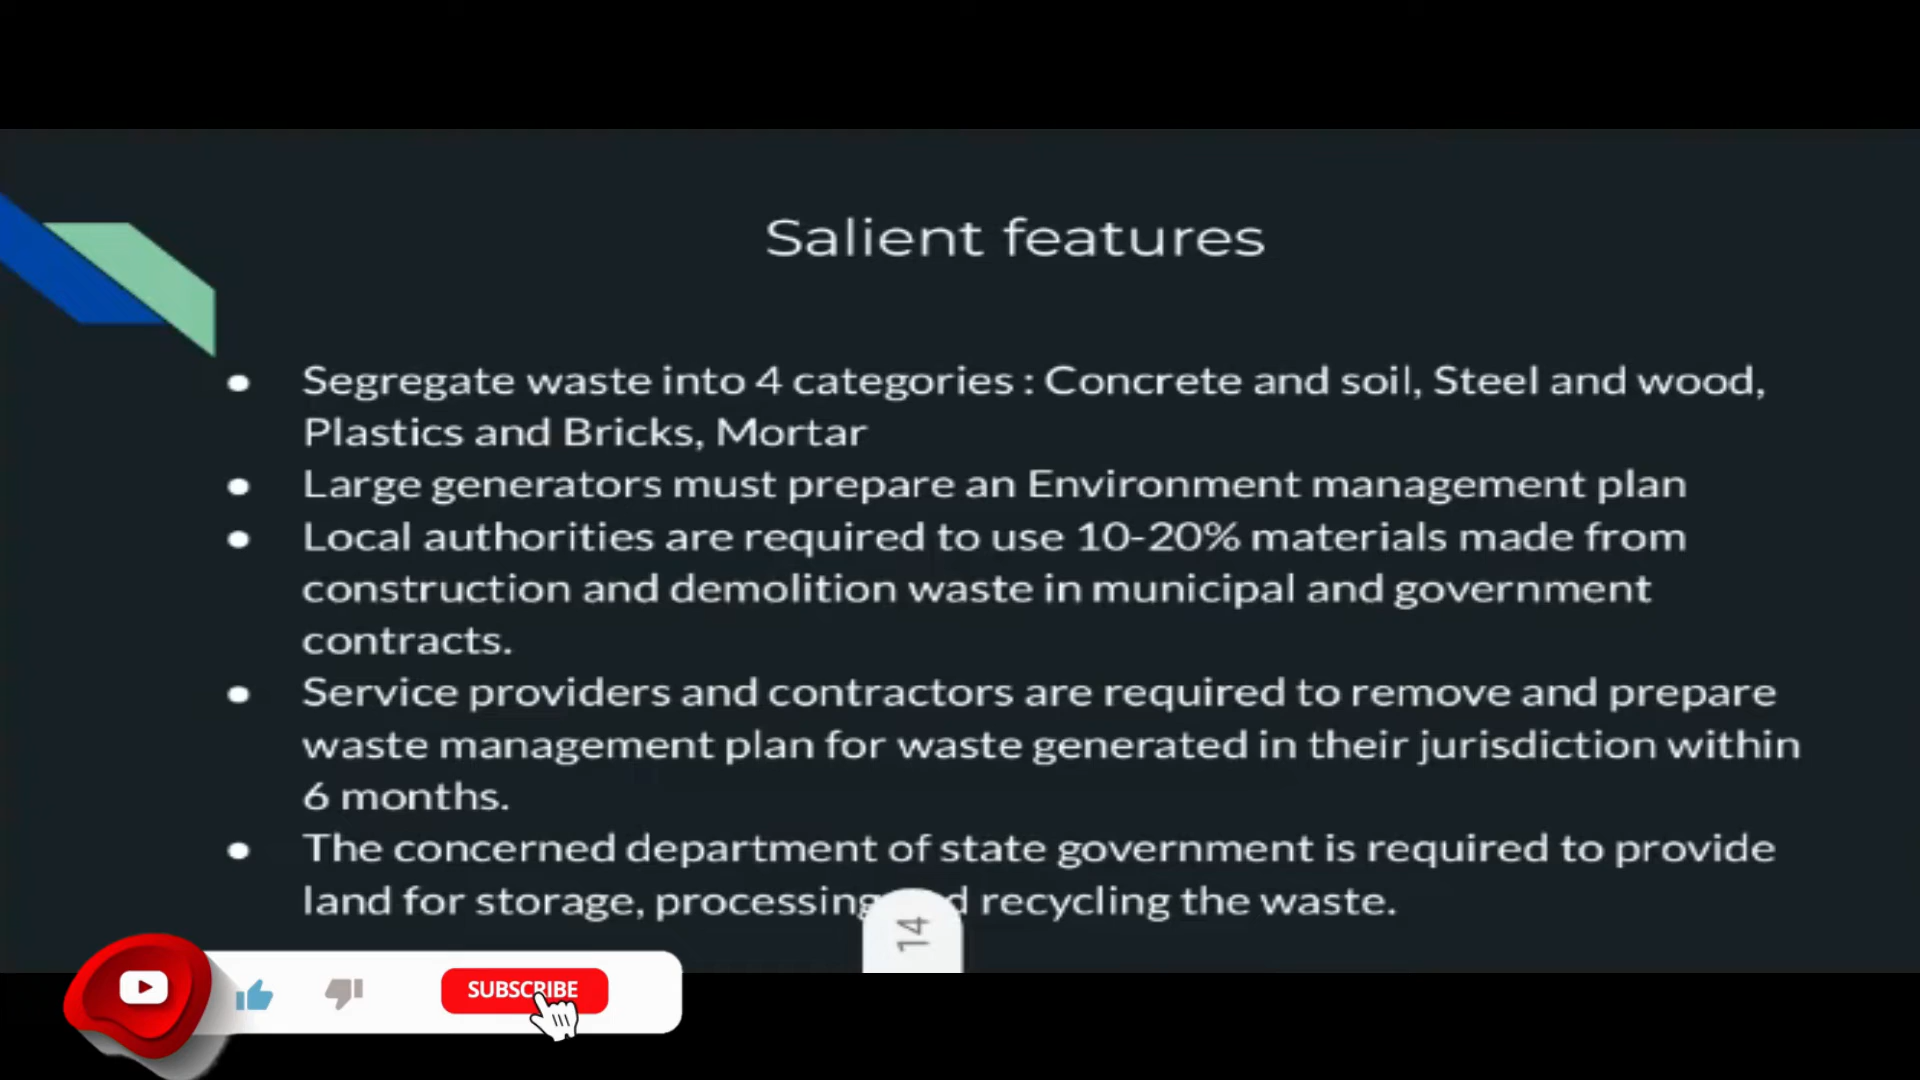 Salient features
● Segregate waste into 4 categories : Concrete and soil, Steel and wood,
Plastics and Bricks, Mortar
● Large generators must prepare an Environment management plan
● Local authorities are required to use 10-20% materials made from
construction and demolition waste in municipal and government
contracts.
● Service providers and contractors are required to remove and prepare
waste management plan for waste generated in their jurisdiction within
6 months.
● The concerned department of state government is required to provide
land for storage, processing recycling the waste.
14
SUBSCRIBE